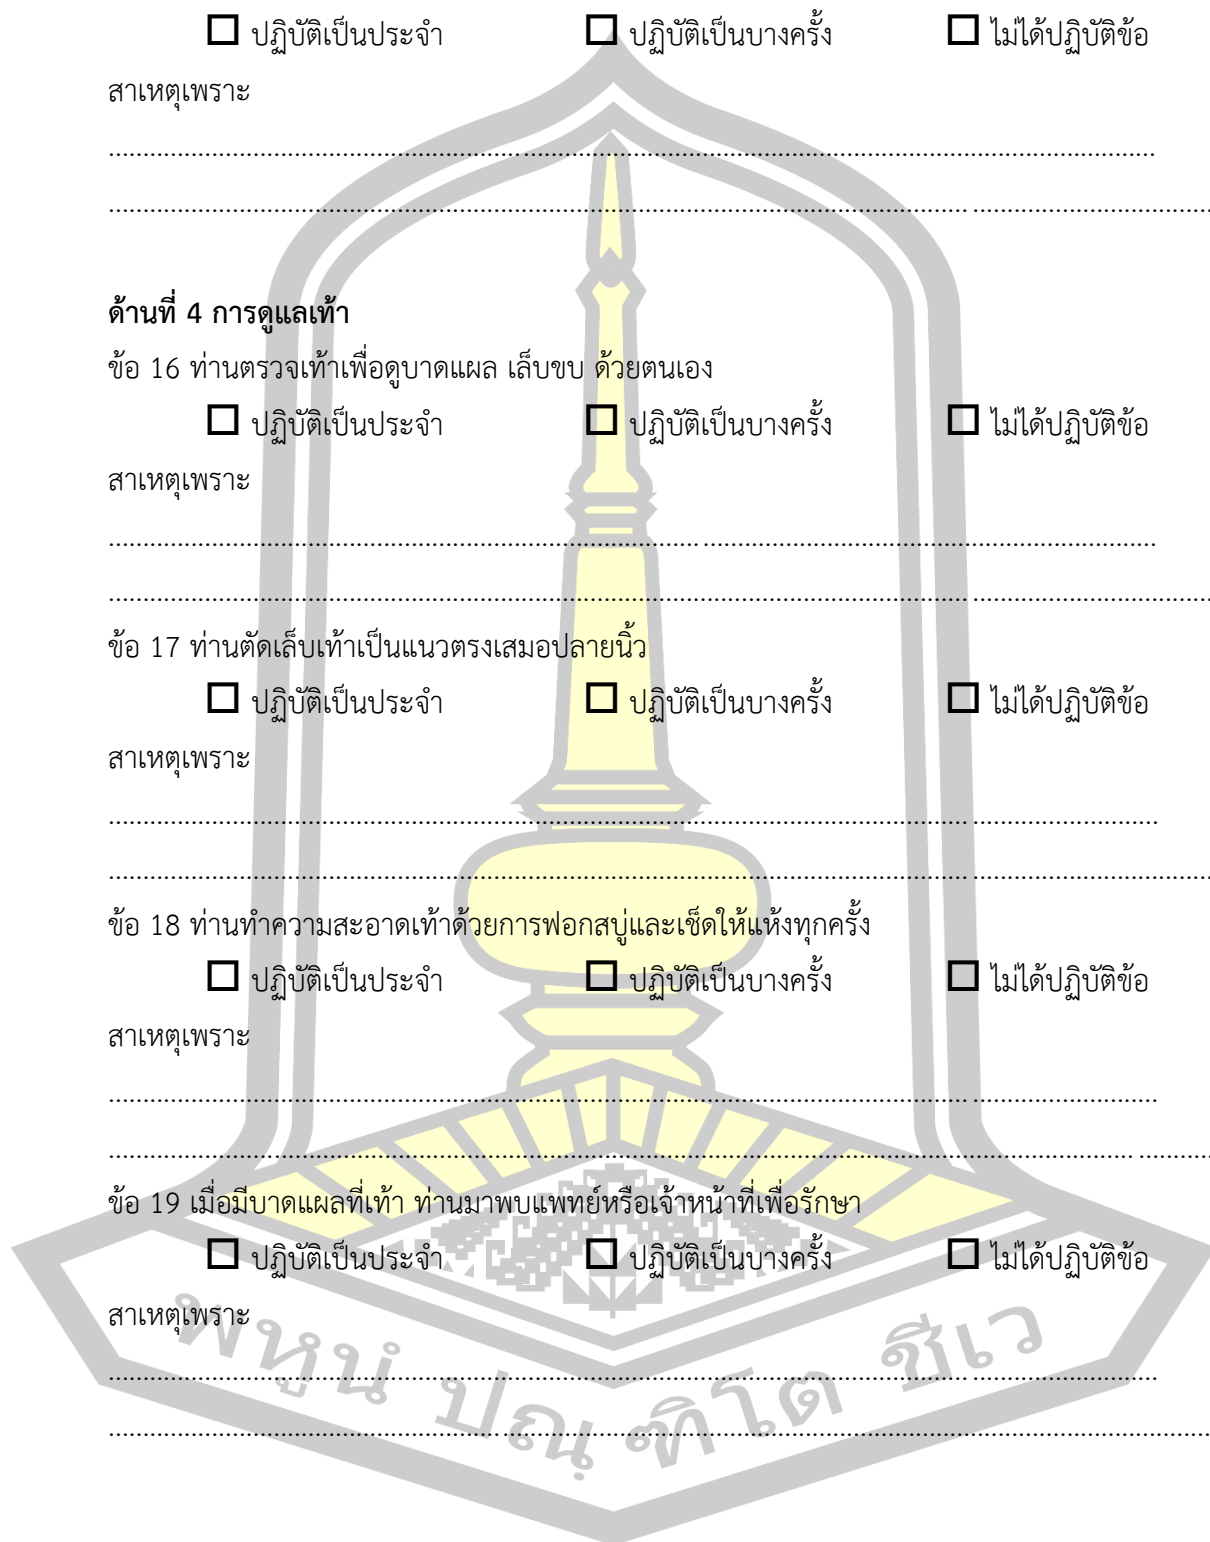 ☐ ปฏิบัติเป็นประจำ ☐ ปฏิบัติเป็นบางครั้ง ☐ ไม่ได้ปฏิบัติข้อ
สาเหตุเพราะ
................................................................................
................................................................................
ด้านที่ 4 การดูแลเท้า
ข้อ 16 ท่านตรวจเท้าเพื่อดูบาดแผล เล็บขบ ด้วยตนเอง
☐ ปฏิบัติเป็นประจำ ☐ ปฏิบัติเป็นบางครั้ง ☐ ไม่ได้ปฏิบัติข้อ
สาเหตุเพราะ
................................................................................
................................................................................
ข้อ 17 ท่านตัดเล็บเท้าเป็นแนวตรงเสมอปลายนิ้ว
☐ ปฏิบัติเป็นประจำ ☐ ปฏิบัติเป็นบางครั้ง ☐ ไม่ได้ปฏิบัติข้อ
สาเหตุเพราะ
................................................................................
................................................................................
ข้อ 18 ท่านทำความสะอาดเท้าด้วยการฟอกสบู่และเช็ดให้แห้งทุกครั้ง
☐ ปฏิบัติเป็นประจำ ☐ ปฏิบัติเป็นบางครั้ง ☐ ไม่ได้ปฏิบัติข้อ
สาเหตุเพราะ
................................................................................
................................................................................
ข้อ 19 เมื่อมีบาดแผลที่เท้า ท่านมาพบแพทย์หรือเจ้าหน้าที่เพื่อรักษา
☐ ปฏิบัติเป็นประจำ ☐ ปฏิบัติเป็นบางครั้ง ☐ ไม่ได้ปฏิบัติข้อ
สาเหตุเพราะ
................................................................................
................................................................................
พหูนํ ปณฺฑิโต ชีเว